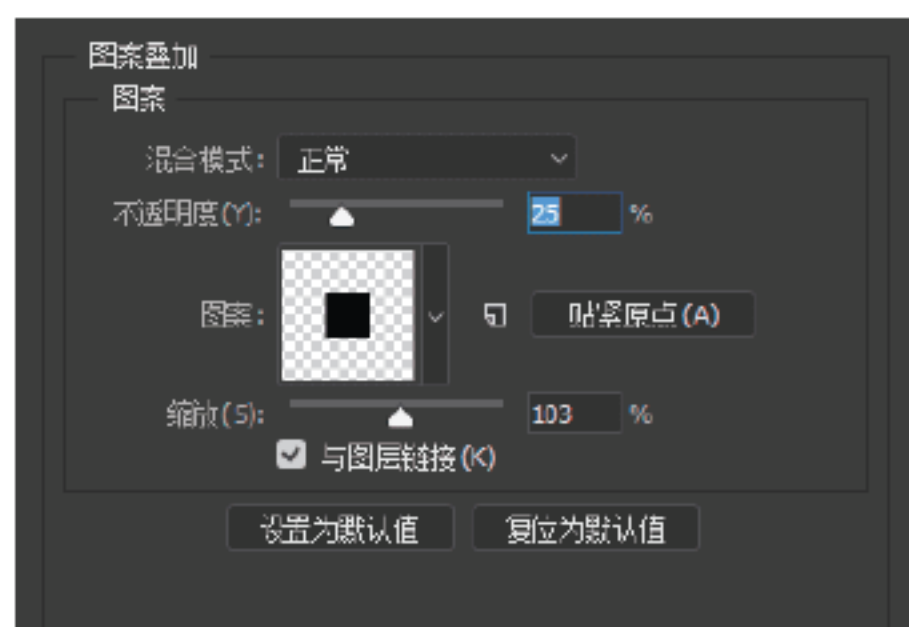 图案叠加
图案
混合模式: 正常
不透明度(Y): 25 %
图案: 贴紧原点(A)
缩放(S): 103 %
与图层链接(K)
设置为默认值 复位为默认值